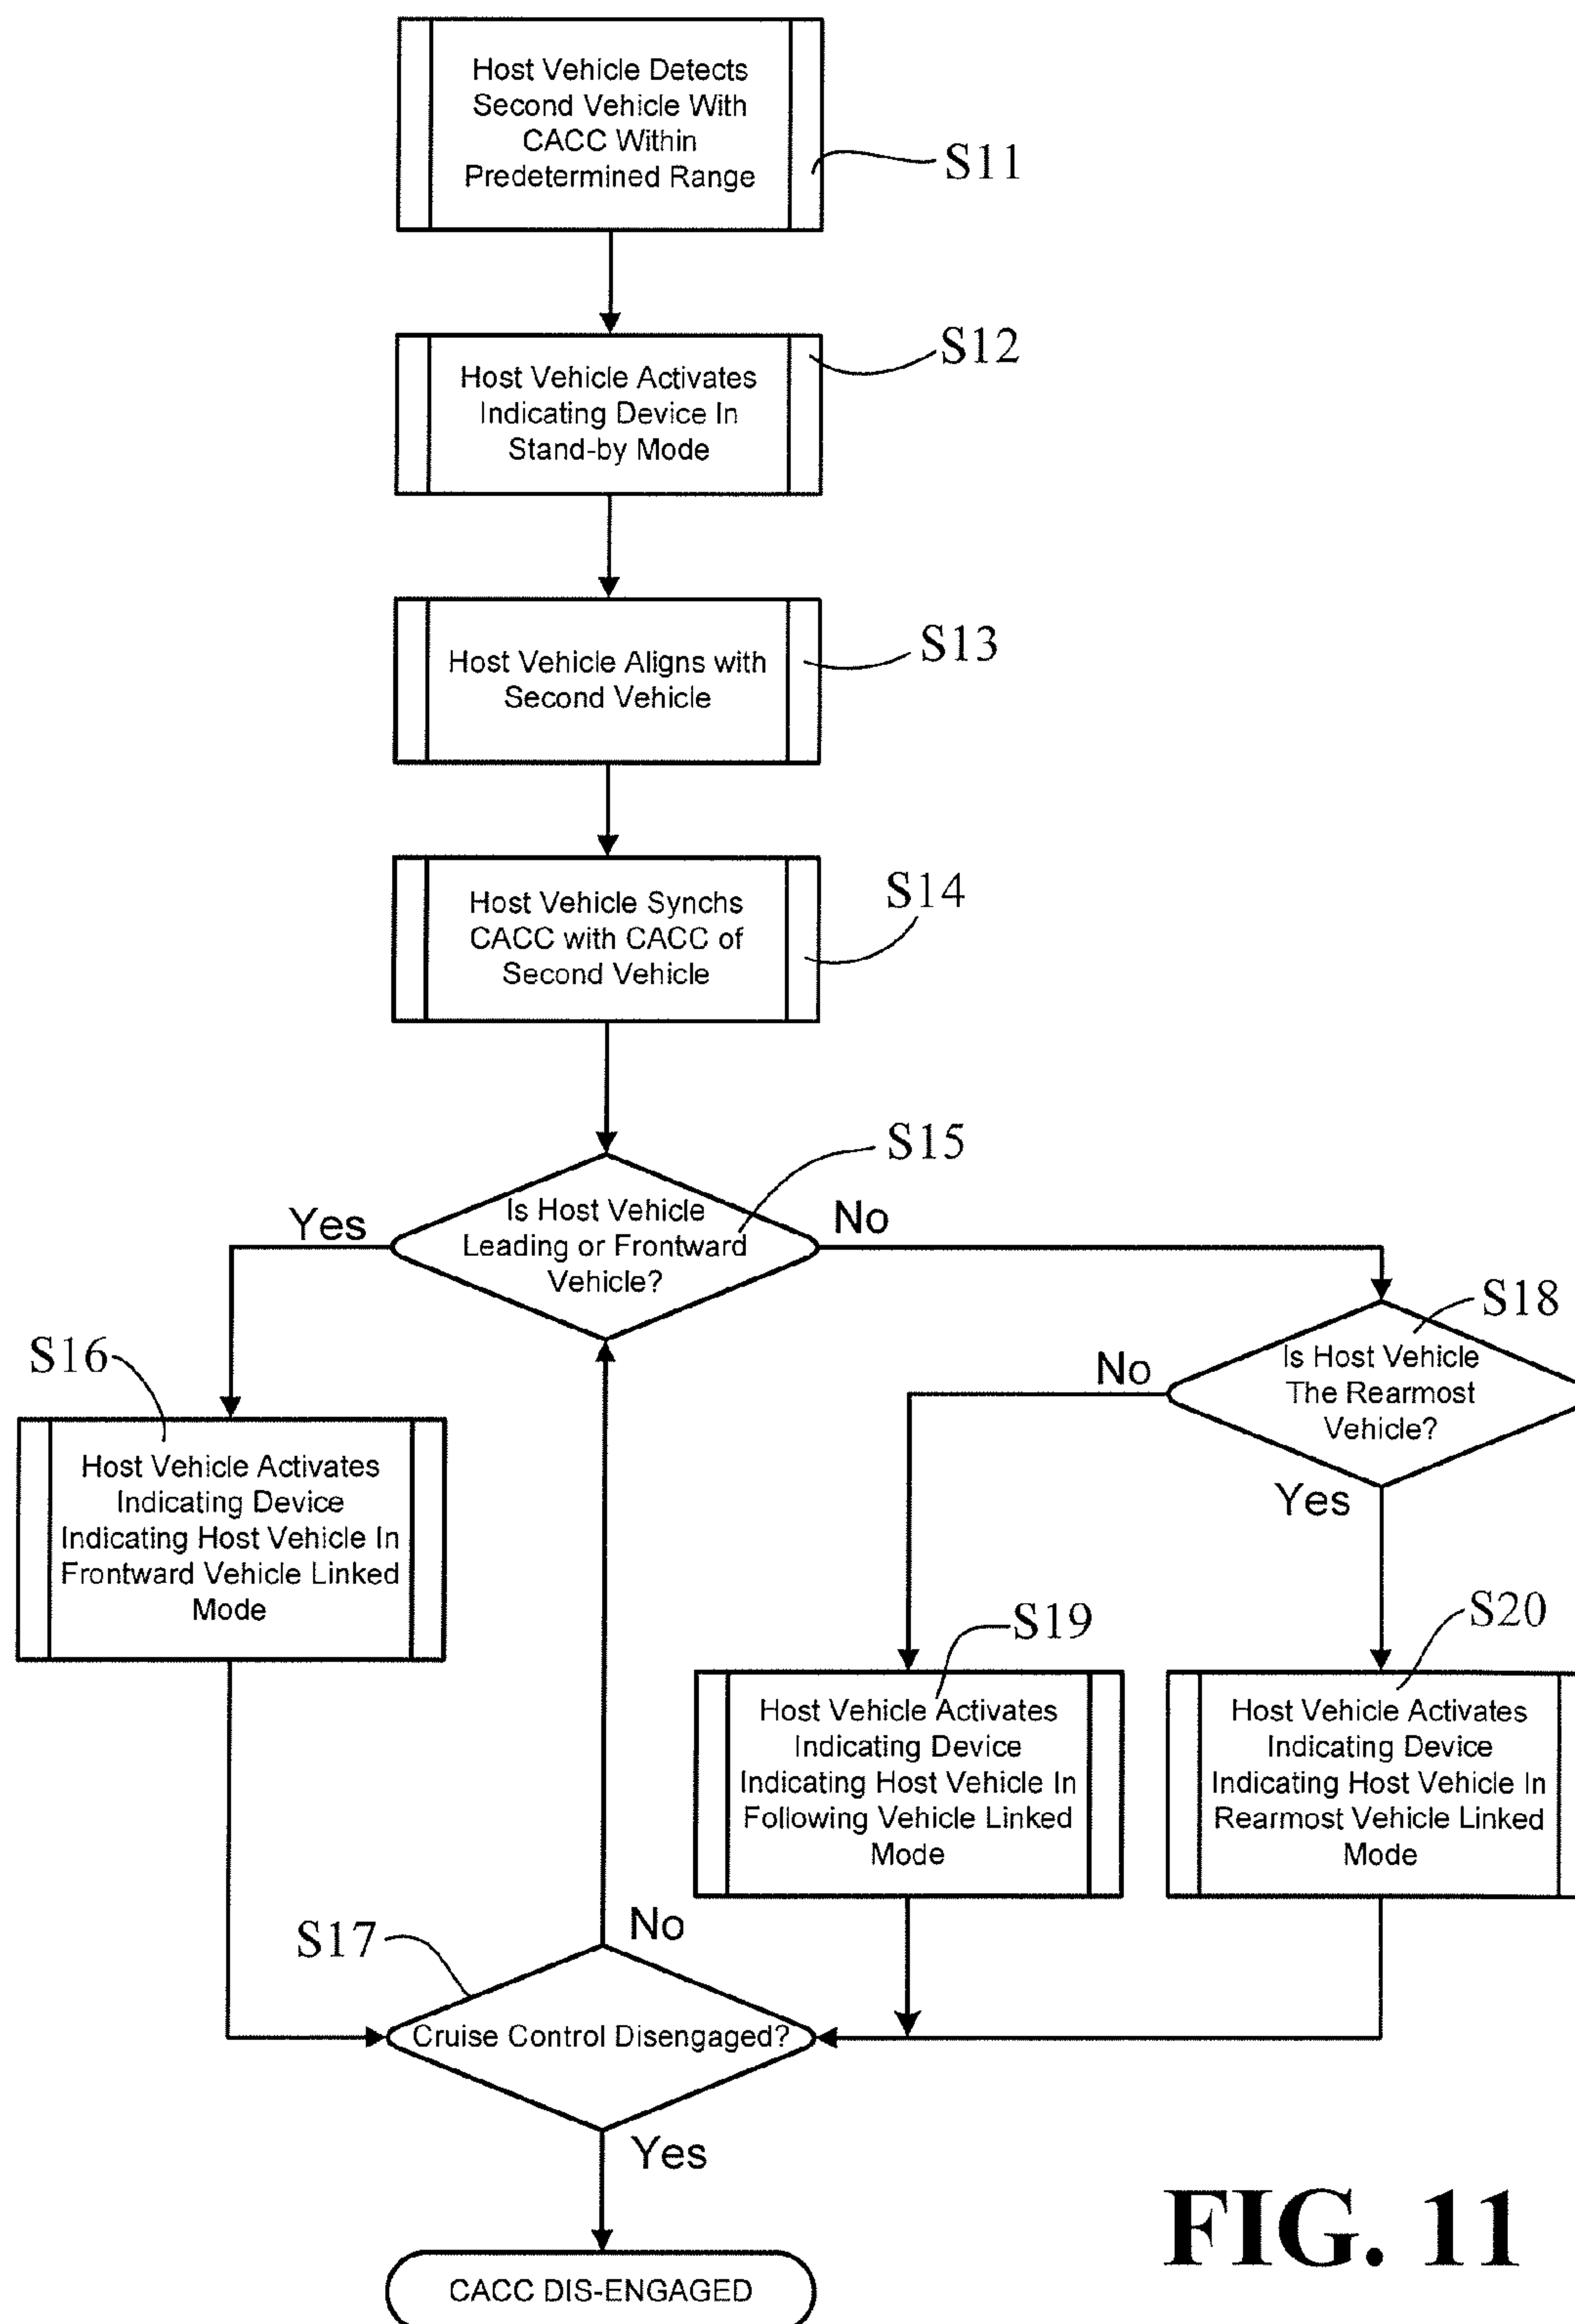 Host Vehicle Detects
Second Vehicle With
CACC Within
Predetermined Range
S11
Host Vehicle Activates
Indicating Device In
Stand-by Mode
S12
Host Vehicle Aligns with
Second Vehicle
S13
Host Vehicle Synchs
CACC with CACC of
Second Vehicle
S14
Is Host Vehicle
Leading or Frontward
Vehicle?
S15
Yes
No
S16
Host Vehicle Activates
Indicating Device
Indicating Host Vehicle In
Frontward Vehicle Linked
Mode
S18
Is Host Vehicle
The Rearmost
Vehicle?
No
Yes
S19
Host Vehicle Activates
Indicating Device
Indicating Host Vehicle In
Following Vehicle Linked
Mode
S20
Host Vehicle Activates
Indicating Device
Indicating Host Vehicle In
Rearmost Vehicle Linked
Mode
S17
No
Cruise Control Disengaged?
Yes
CACC DIS-ENGAGED
FIG. 11